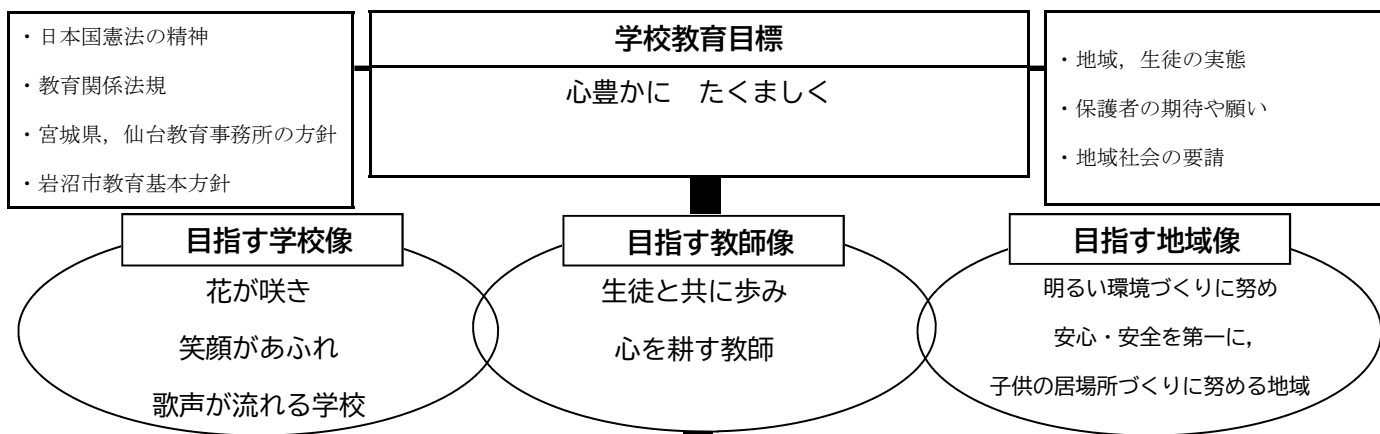 ・日本国憲法の精神
・教育関係法規
・宮城県，仙台教育事務所の方針
・岩沼市教育基本方針
学校教育目標
心豊かに　たくましく
・地域，生徒の実態
・保護者の期待や願い
・地域社会の要請
目指す学校像
花が咲き
笑顔があふれ
歌声が流れる学校
目指す教師像
生徒と共に歩み
心を耕す教師
目指す地域像
明るい環境づくりに努め
安心・安全を第一に，
子供の居場所づくりに努める地域